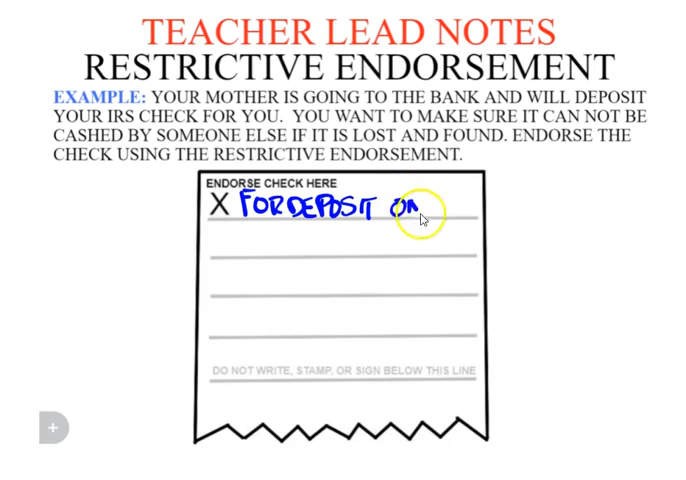 TEACHER LEAD NOTES
RESTRICTIVE ENDORSEMENT
EXAMPLE: YOUR MOTHER IS GOING TO THE BANK AND WILL DEPOSIT
YOUR IRS CHECK FOR YOU. YOU WANT TO MAKE SURE IT CAN NOT BE
CASHED BY SOMEONE ELSE IF IT IS LOST AND FOUND. ENDORSE THE
CHECK USING THE RESTRICTIVE ENDORSEMENT.
ENDORSE CHECK HERE
X FOR DEPOSIT ON
DO NOT WRITE, STAMP, OR SIGN BELOW THIS LINE